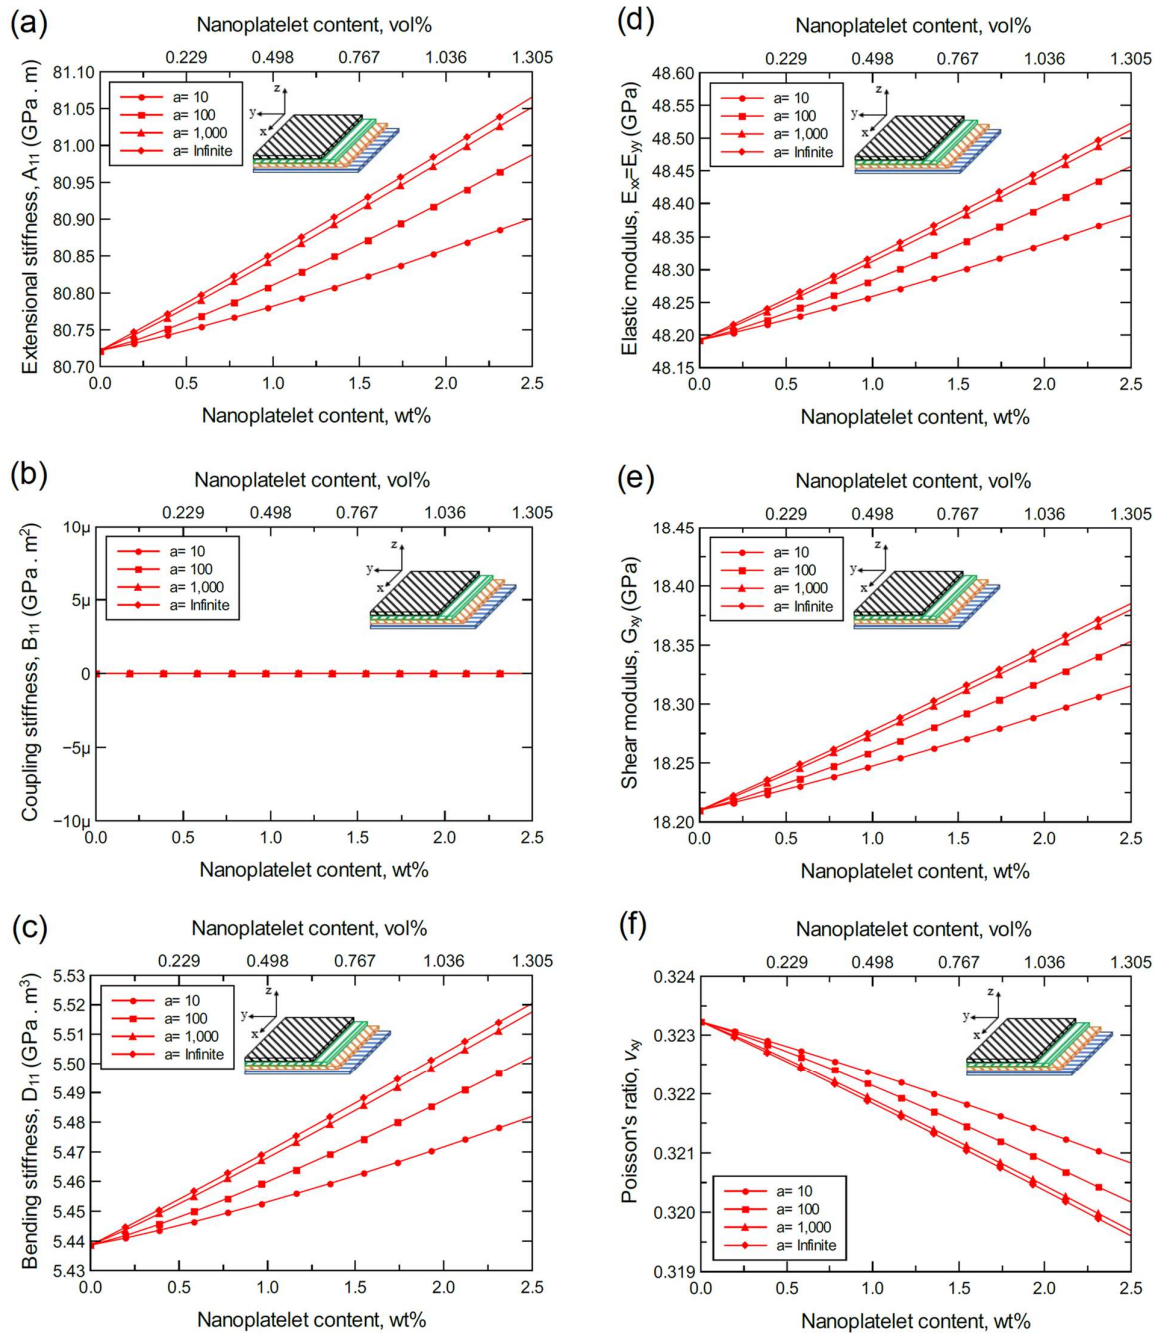 (a)
Nanoplatelet content, vol%
0.229 0.498 0.767 1.036 1.305
Extensional stiffness, A11 (GPa . m)
81.10
81.05
81.00
80.95
80.90
80.85
80.80
80.75
80.70
a= 10
a= 100
a= 1,000
a= Infinite
z
y
x
0.0 0.5 1.0 1.5 2.0 2.5
Nanoplatelet content, wt%
(b)
Nanoplatelet content, vol%
0.229 0.498 0.767 1.036 1.305
Coupling stiffness, B11 (GPa . m²)
10µ
5µ
0
−5µ
−10µ
a= 10
a= 100
a= 1,000
a= Infinite
z
y
x
0.0 0.5 1.0 1.5 2.0 2.5
Nanoplatelet content, wt%
(c)
Nanoplatelet content, vol%
0.229 0.498 0.767 1.036 1.305
Bending stiffness, D11 (GPa . m³)
5.53
5.52
5.51
5.50
5.49
5.48
5.47
5.46
5.45
5.44
5.43
a= 10
a= 100
a= 1,000
a= Infinite
z
y
x
0.0 0.5 1.0 1.5 2.0 2.5
Nanoplatelet content, wt%
(d)
Nanoplatelet content, vol%
0.229 0.498 0.767 1.036 1.305
Elastic modulus, Exx=Eyy (GPa)
48.60
48.55
48.50
48.45
48.40
48.35
48.30
48.25
48.20
48.15
a= 10
a= 100
a= 1,000
a= Infinite
z
y
x
0.0 0.5 1.0 1.5 2.0 2.5
Nanoplatelet content, wt%
(e)
Nanoplatelet content, vol%
0.229 0.498 0.767 1.036 1.305
Shear modulus, Gxy (GPa)
18.45
18.40
18.35
18.30
18.25
18.20
a= 10
a= 100
a= 1,000
a= Infinite
z
y
x
0.0 0.5 1.0 1.5 2.0 2.5
Nanoplatelet content, wt%
(f)
Nanoplatelet content, vol%
0.229 0.498 0.767 1.036 1.305
Poisson's ratio, νxy
0.324
0.323
0.322
0.321
0.320
0.319
z
y
x
a= 10
a= 100
a= 1,000
a= Infinite
0.0 0.5 1.0 1.5 2.0 2.5
Nanoplatelet content, wt%